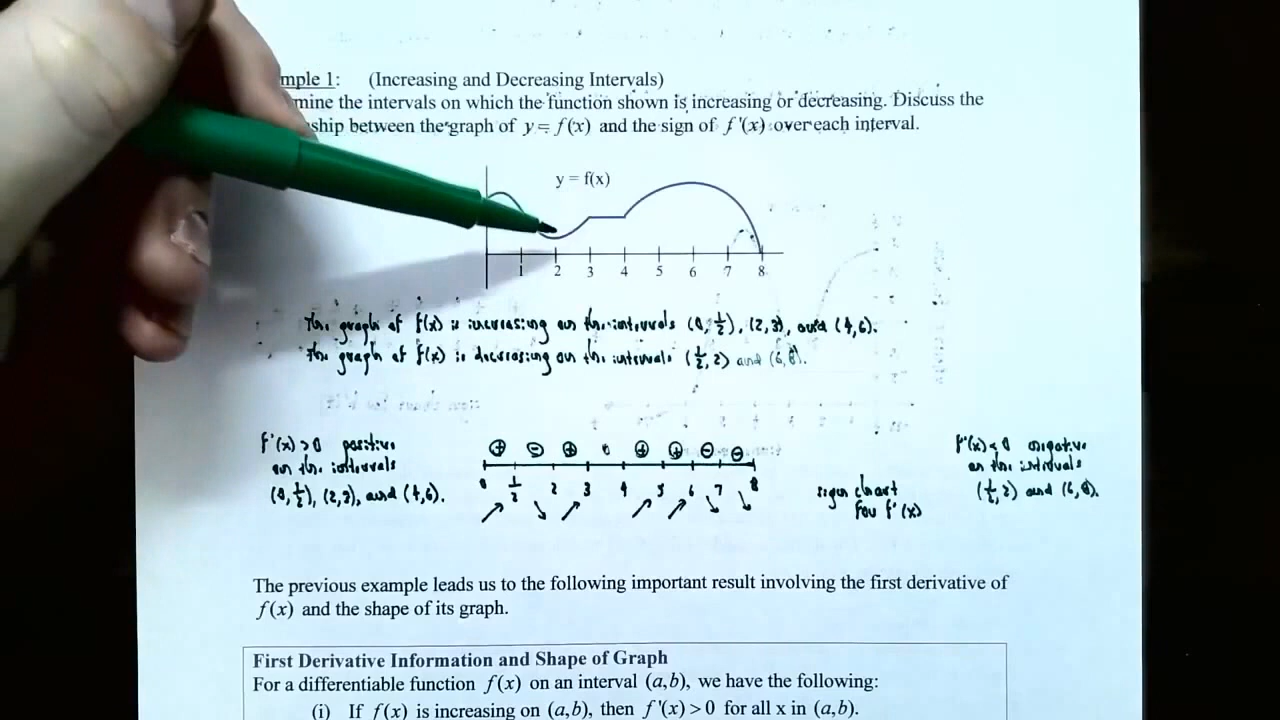 mple 1: (Increasing and Decreasing Intervals)
mine the intervals on which the function shown is increasing or decreasing. Discuss the
ship between the graph of y = f(x) and the sign of f '(x) over each interval.
y = f(x)
1 2 3 4 5 6 7 8
The graph of f(x) is increasing on the intervals (0, 1/2), (2,3), and (4,6).
The graph of f(x) is decreasing on the intervals (1/2, 2) and (6,8).
f'(x) > 0 positive
on the intervals
(0, 1/2), (2,3), and (4,6).
+ - + 0 + + - -
0 1/2 2 3 4 5 6 7 8
↗ ↘ ↗ ↗ ↗ ↘ ↘
sign chart
for f'(x)
f'(x) < 0 negative
on the intervals
(1/2, 2) and (6,8).
The previous example leads us to the following important result involving the first derivative of
f(x) and the shape of its graph.
First Derivative Information and Shape of Graph
For a differentiable function f(x) on an interval (a,b), we have the following:
(i) If f(x) is increasing on (a,b), then f '(x) > 0 for all x in (a,b).